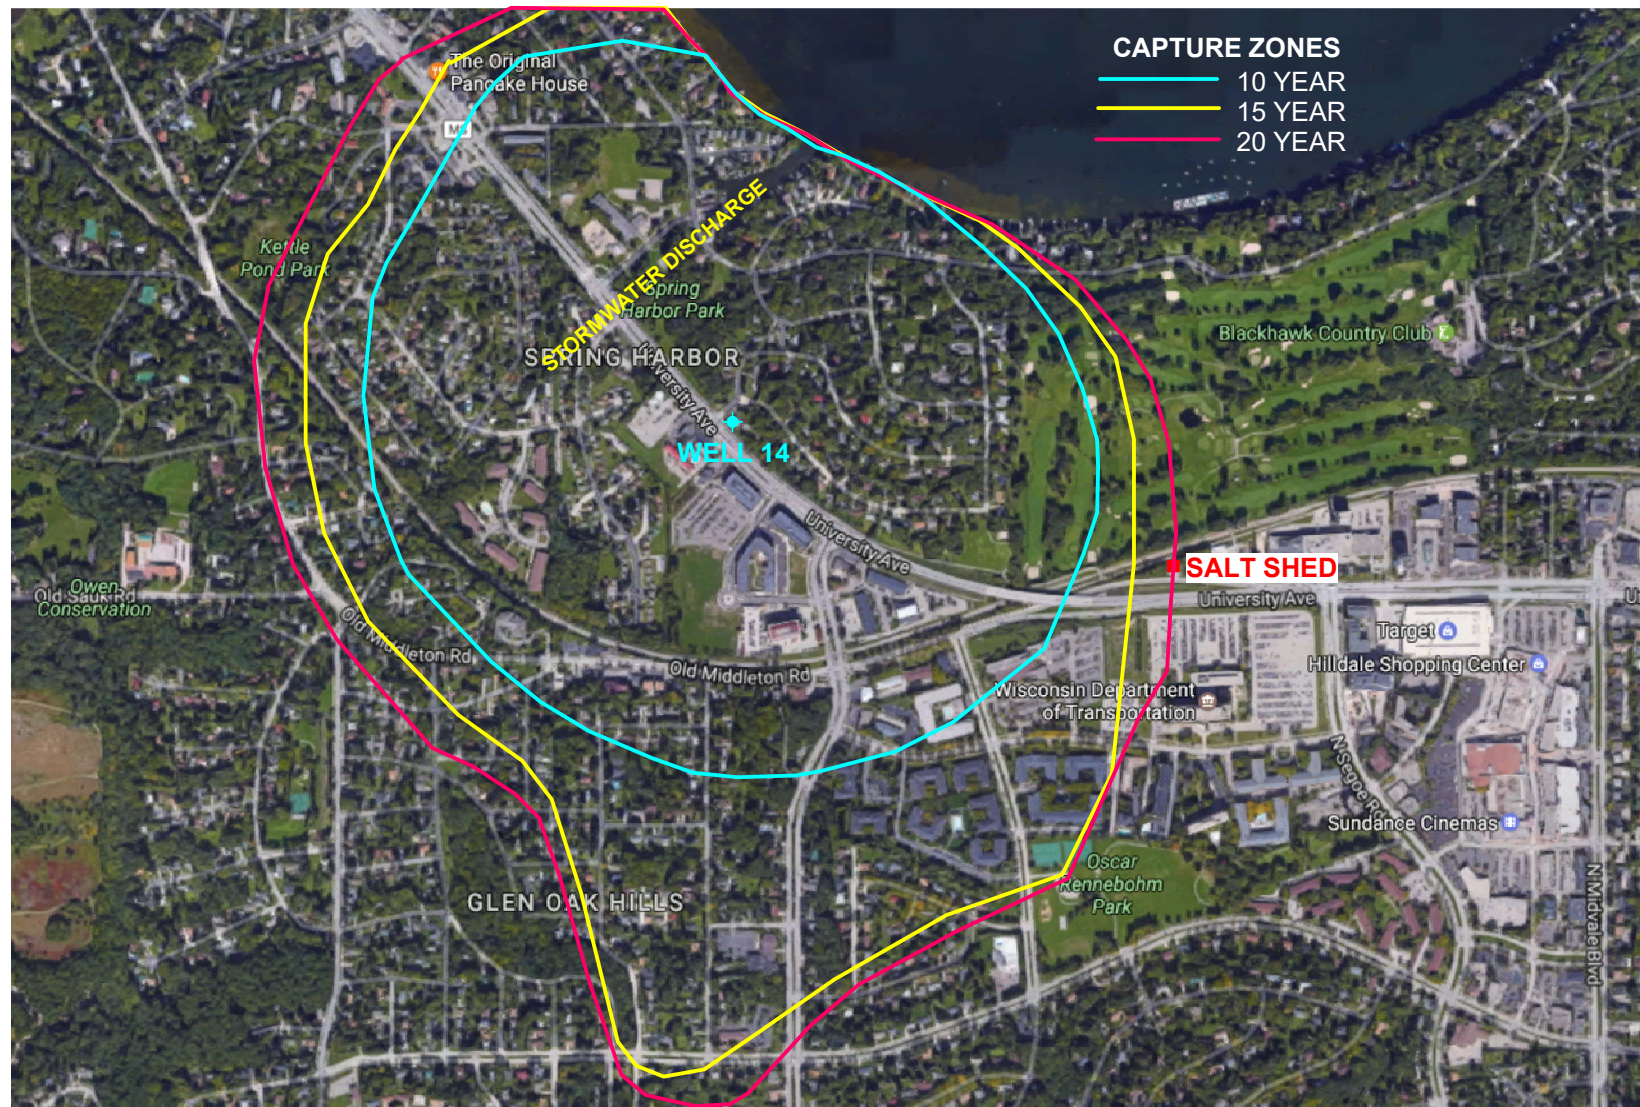 CAPTURE ZONES
10 YEAR
15 YEAR
20 YEAR
The Original
Pancake House
STORMWATER DISCHARGE
Kettle
Pond Park
Spring
Harbor Park
Blackhawk Country Club
SPRING HARBOR
University Ave
WELL 14
University Ave
SALT SHED
Owen
Conservation
Old Sauk Rd
University Ave
Old Middleton Rd
Target
Hilldale Shopping Center
Old Middleton Rd
Wisconsin Department
of Transportation
N Segoe Rd
Sundance Cinemas
Oscar
Rennebohm
Park
GLEN OAK HILLS
N Midvale Blvd